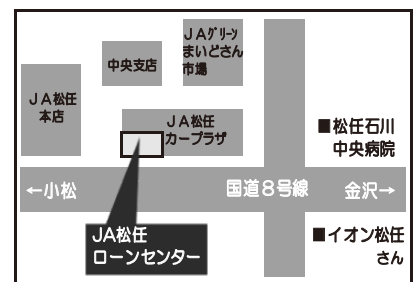 JAグリーン
まいどさん
市場
中央支店
JA松任
本店
JA松任
カープラザ
■松任石川
中央病院
←小松
国道8号線
金沢→
JA松任
ローンセンター
■イオン松任
さん